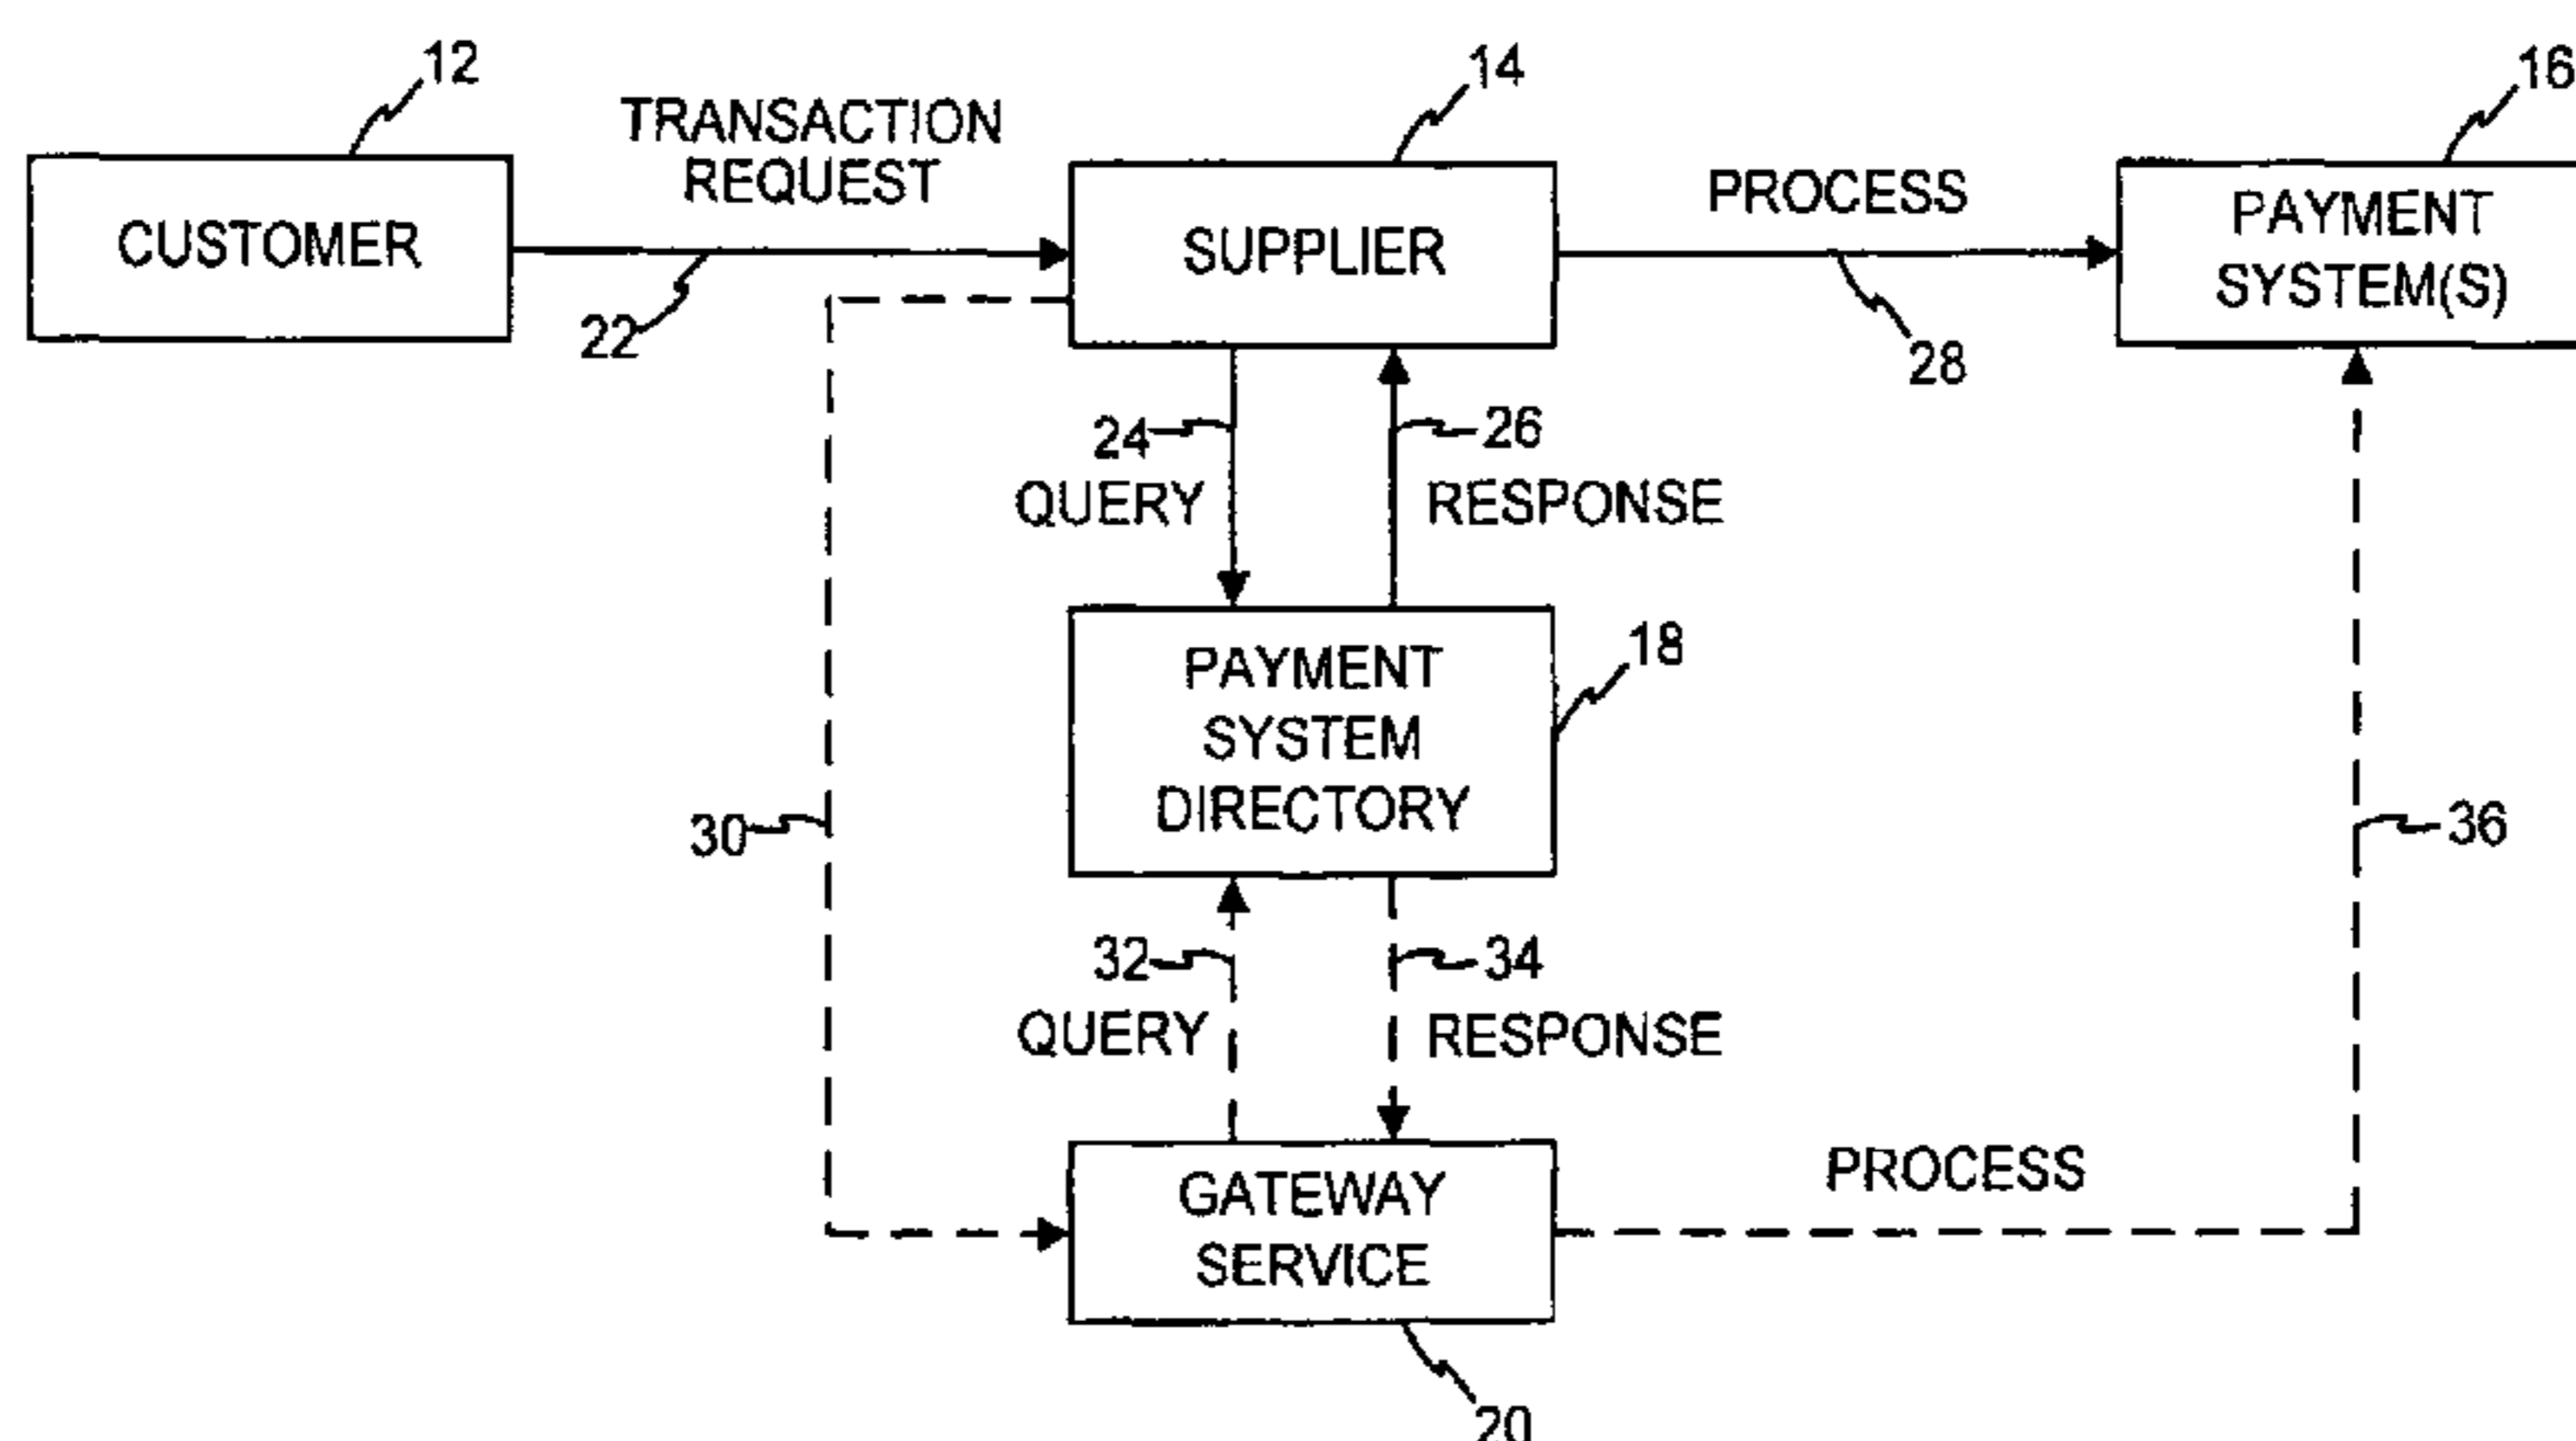 12
14
16
TRANSACTION
REQUEST
CUSTOMER
SUPPLIER
PROCESS
PAYMENT
SYSTEM(S)
22
28
24
26
QUERY
RESPONSE
PAYMENT
SYSTEM
DIRECTORY
18
30
36
32
34
QUERY
RESPONSE
GATEWAY
SERVICE
PROCESS
20